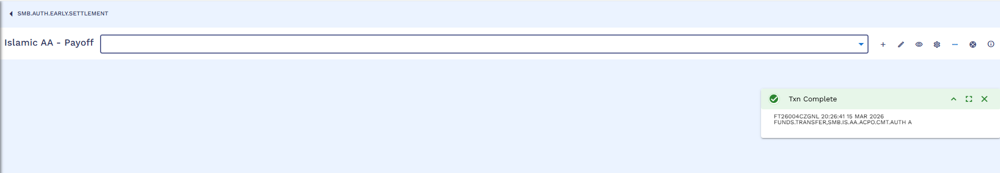 SMB.AUTH.EARLY.SETTLEMENT
Islamic AA - Payoff
Txn Complete
FT26004CZGNL 20:26:41 15 MAR 2026
FUNDS.TRANSFER,SMB.IS.AA.ACPO.CMT.AUTH A